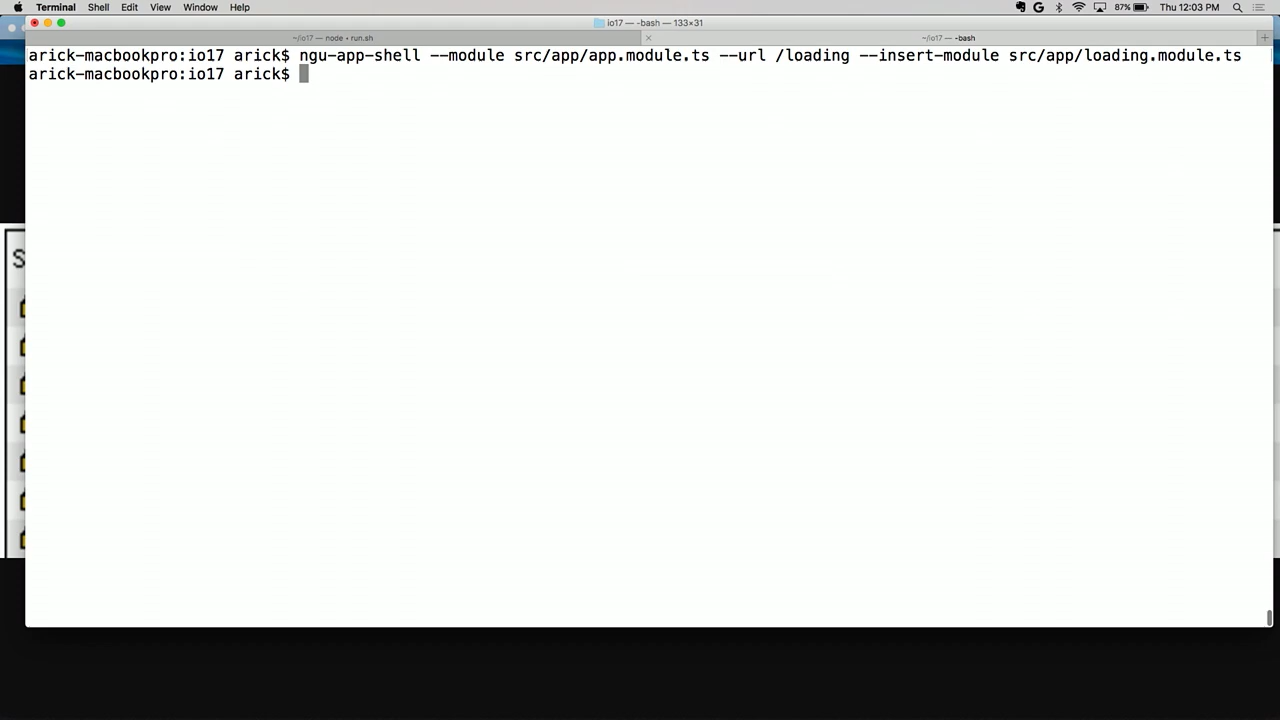 Terminal Shell Edit View Window Help 87% Thu 12:03 PM
io17 — -bash — 133×31
~/io17 — node • run.sh
~/io17 — -bash
arick-macbookpro:io17 arick$ ngu-app-shell --module src/app/app.module.ts --url /loading --insert-module src/app/loading.module.ts
arick-macbookpro:io17 arick$
S